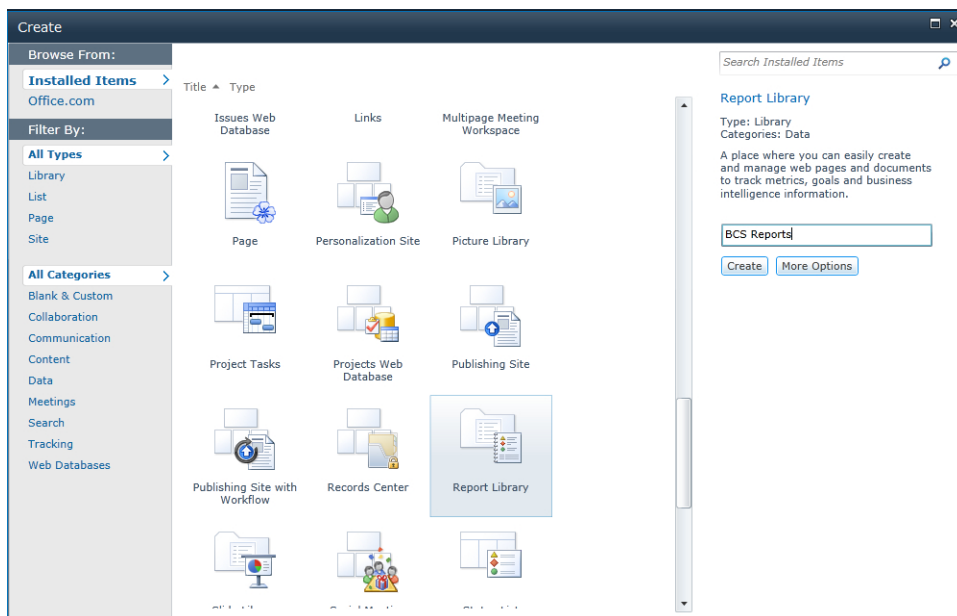 Create
Browse From:
Installed Items
Office.com
Filter By:
All Types
Library
List
Page
Site
All Categories
Blank & Custom
Collaboration
Communication
Content
Data
Meetings
Search
Tracking
Web Databases
Title Type
Issues Web
Database
Links
Multipage Meeting
Workspace
Page
Personalization Site
Picture Library
Project Tasks
Projects Web
Database
Publishing Site
Publishing Site with
Workflow
Records Center
Report Library
Search Installed Items
Report Library
Type: Library
Categories: Data
A place where you can easily create
and manage web pages and documents
to track metrics, goals and business
intelligence information.
BCS Reports
Create
More Options